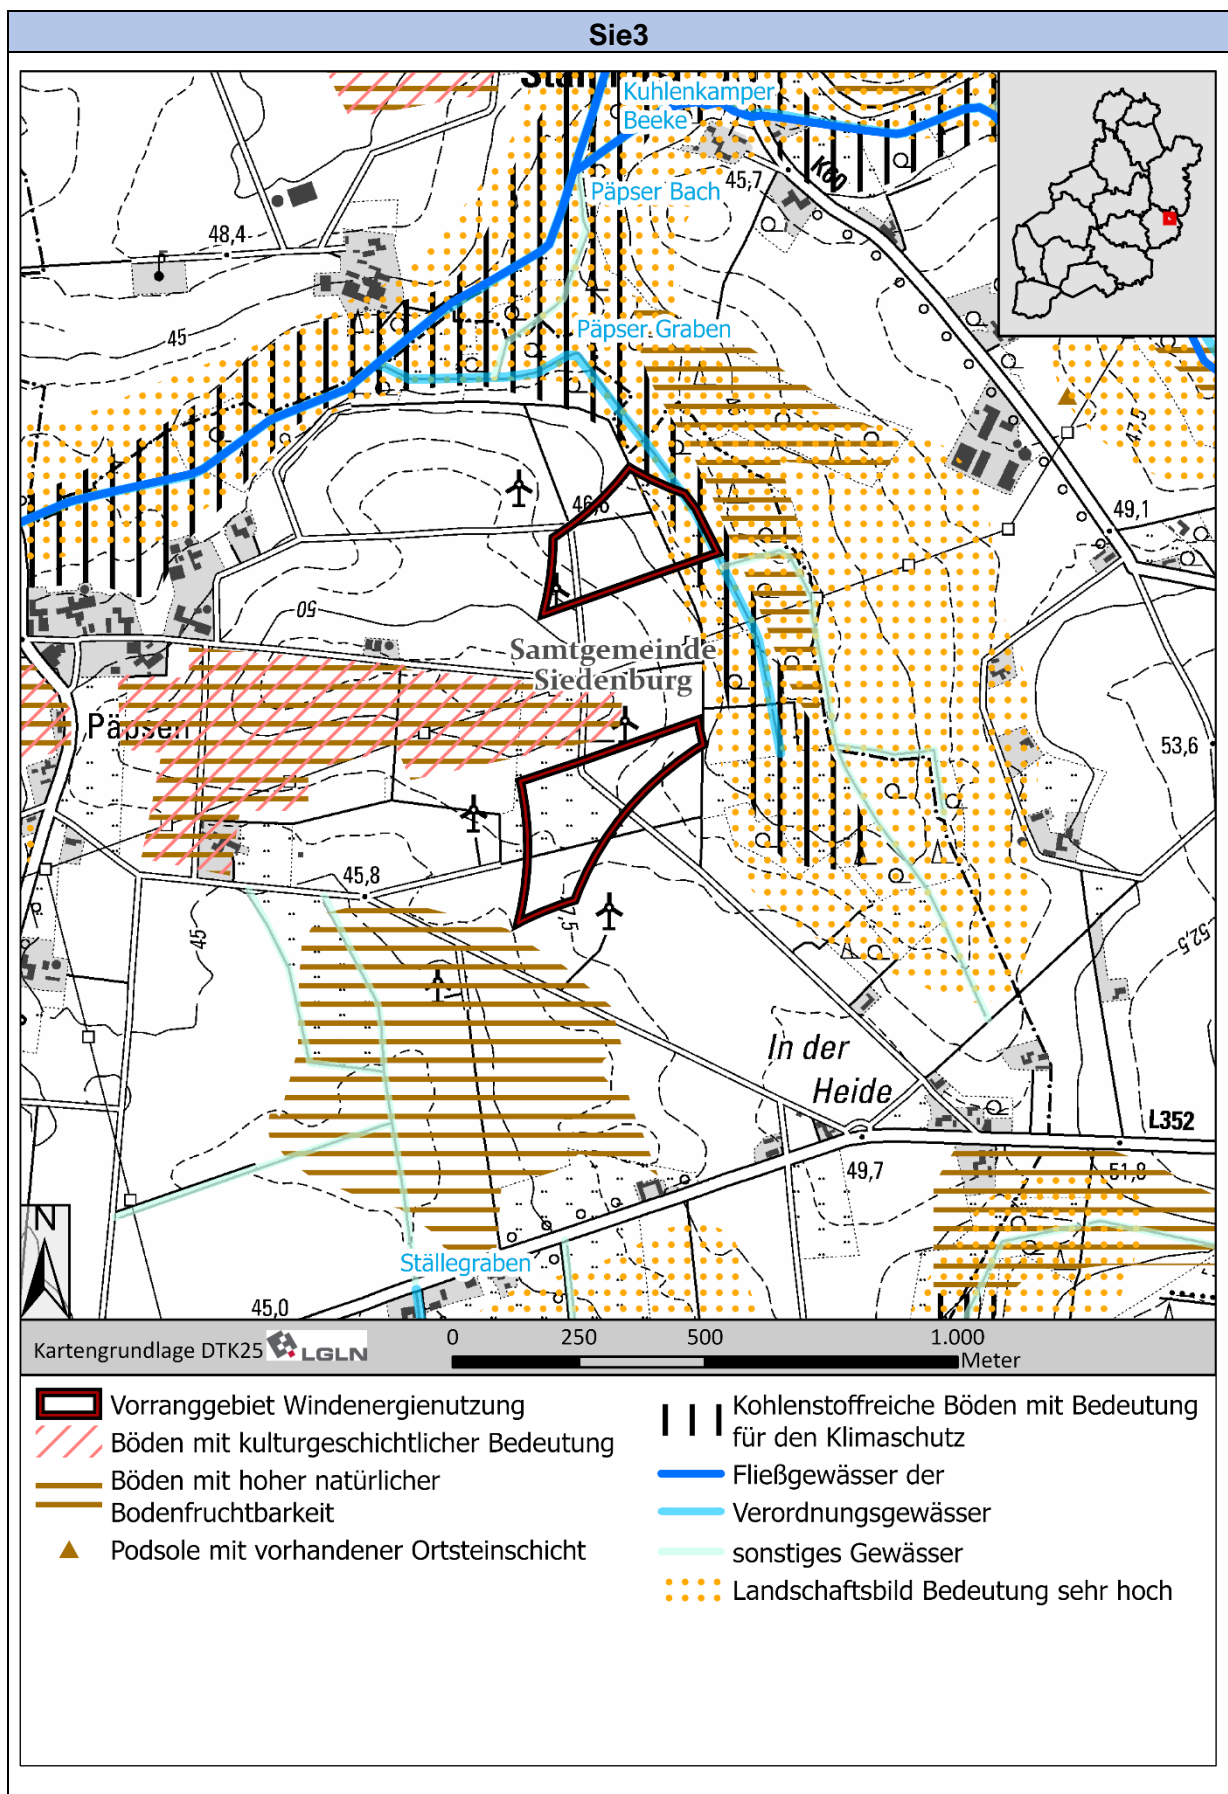 Sie3
Kuhlenkamper
Beeke
K60
45,7
Päpser Bach
48,4
45
Päpser Graben
47,5
46,6
49,1
50
Samtgemeinde
Siedenburg
Päpsen
53,6
45,8
45
7,5
52,5
In der
Heide
L352
49,7
51,8
N
Ställegraben
45,0
Kartengrundlage DTK25 LGLN
0 250 500 1.000
Meter
Vorranggebiet Windenergienutzung
Böden mit kulturgeschichtlicher Bedeutung
Böden mit hoher natürlicher
Bodenfruchtbarkeit
Podsole mit vorhandener Ortsteinschicht
Kohlenstoffreiche Böden mit Bedeutung
für den Klimaschutz
Fließgewässer der
Verordnungsgewässer
sonstiges Gewässer
Landschaftsbild Bedeutung sehr hoch